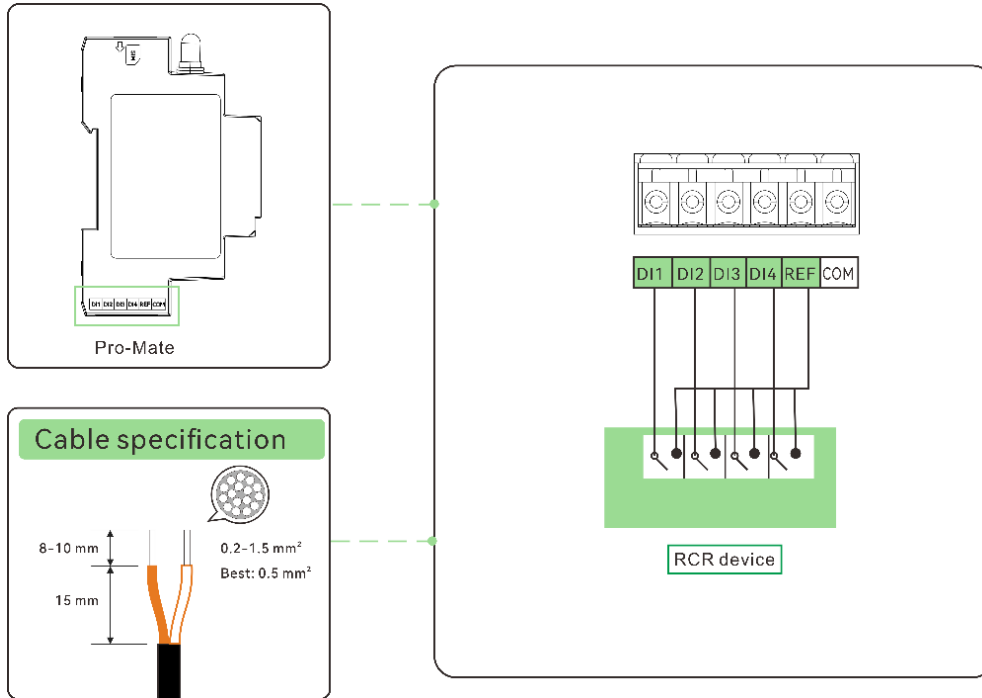 SIM
DI1 DI2 DI3 DI4 REF COM
Pro-Mate
DI1 DI2 DI3 DI4 REF COM
RCR device
Cable specification
8-10 mm
0.2-1.5 mm²
Best: 0.5 mm²
15 mm